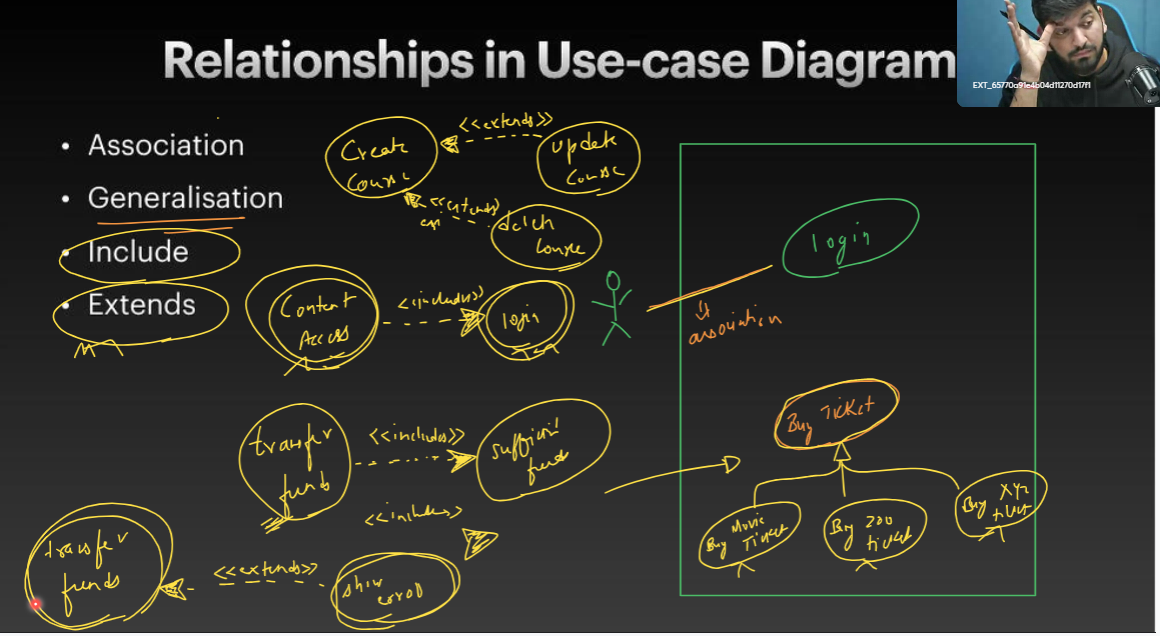 Relationships in Use-case Diagram
EXT_65770a91e4b04d11270d17f1
• Association
• Generalisation
• Include
• Extends
Create
Course
<<extends>>
update
Course
<<extends>>
Course
Content
Access
<<includes>>
login
login
association
transfer
funds
<<includes>>
sufficient
funds
<<includes>>
transfer
funds
<<extends>>
show
error
Buy Ticket
Buy Movie
Ticket
Buy zoo
ticket
Buy XYZ
ticket